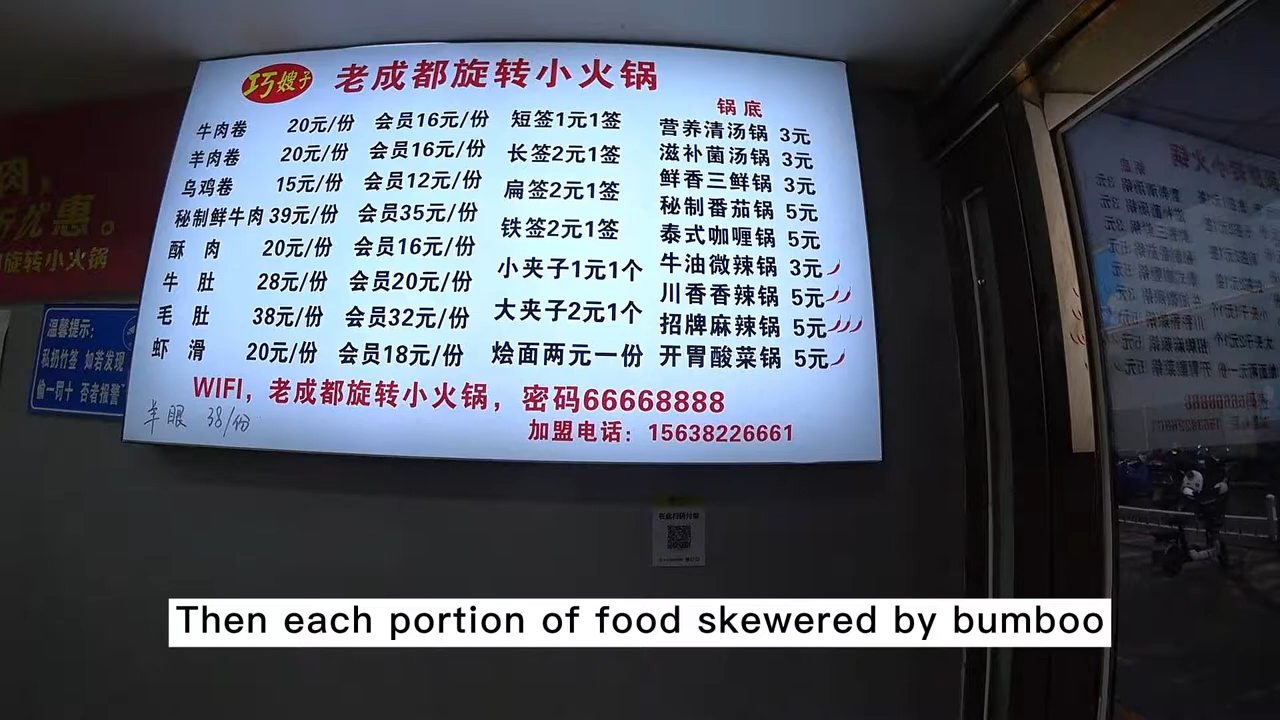 巧嫂子 老成都旋转小火锅
牛肉卷 20元/份 会员16元/份
羊肉卷 20元/份 会员16元/份
乌鸡卷 15元/份 会员12元/份
秘制鲜牛肉 39元/份 会员35元/份
酥 肉 20元/份 会员16元/份
牛 肚 28元/份 会员20元/份
毛 肚 38元/份 会员32元/份
虾 滑 20元/份 会员18元/份
短签1元1签
长签2元1签
扁签2元1签
铁签2元1签
小夹子1元1个
大夹子2元1个
烩面两元一份
锅底
营养清汤锅 3元
滋补菌汤锅 3元
鲜香三鲜锅 3元
秘制番茄锅 5元
泰式咖喱锅 5元
牛油微辣锅 3元
川香香辣锅 5元
招牌麻辣锅 5元
开胃酸菜锅 5元
WIFI，老成都旋转小火锅，密码66668888
羊眼 38/份
加盟电话：15638226661
肉，
折优惠。
旋转小火锅
温馨提示：
私扔竹签 如若发现
偷一罚十 否者报警
Then each portion of food skewered by bumboo